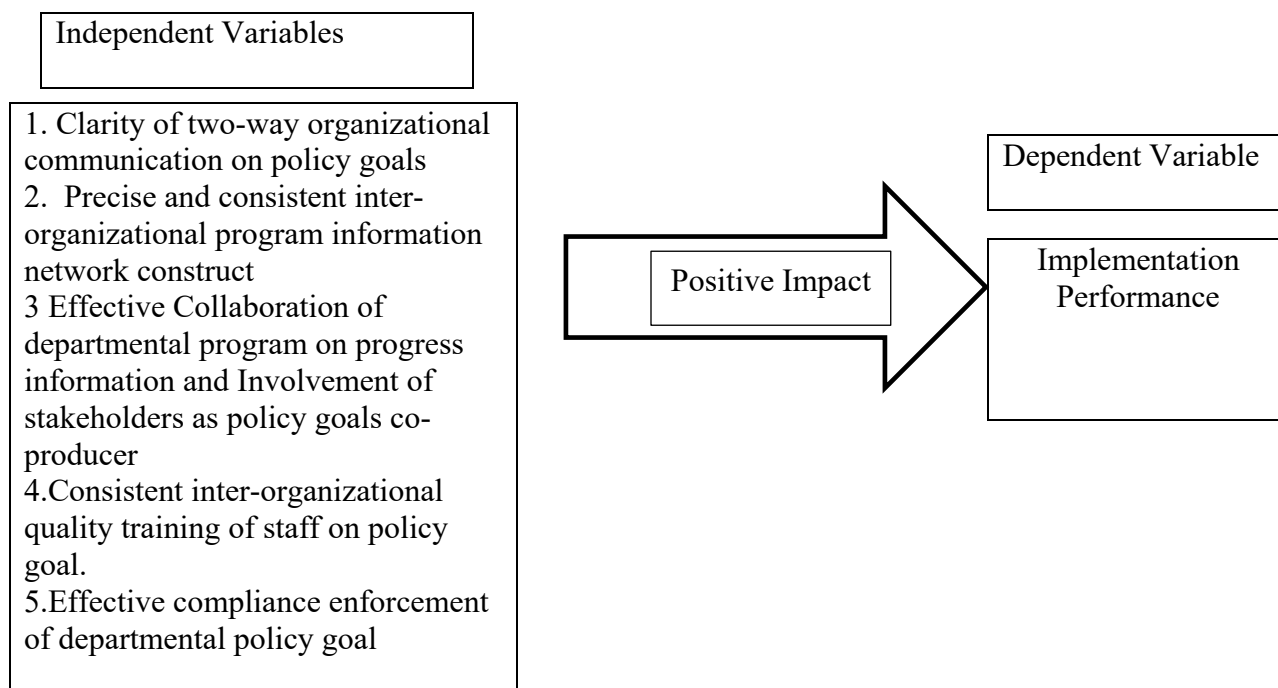 Independent Variables
1. Clarity of two-way organizational
communication on policy goals
2.  Precise and consistent inter-
organizational program information
network construct
3 Effective Collaboration of
departmental program on progress
information and Involvement of
stakeholders as policy goals co-
producer
4.Consistent inter-organizational
quality training of staff on policy
goal.
5.Effective compliance enforcement
of departmental policy goal
Positive Impact
Dependent Variable
Implementation
Performance